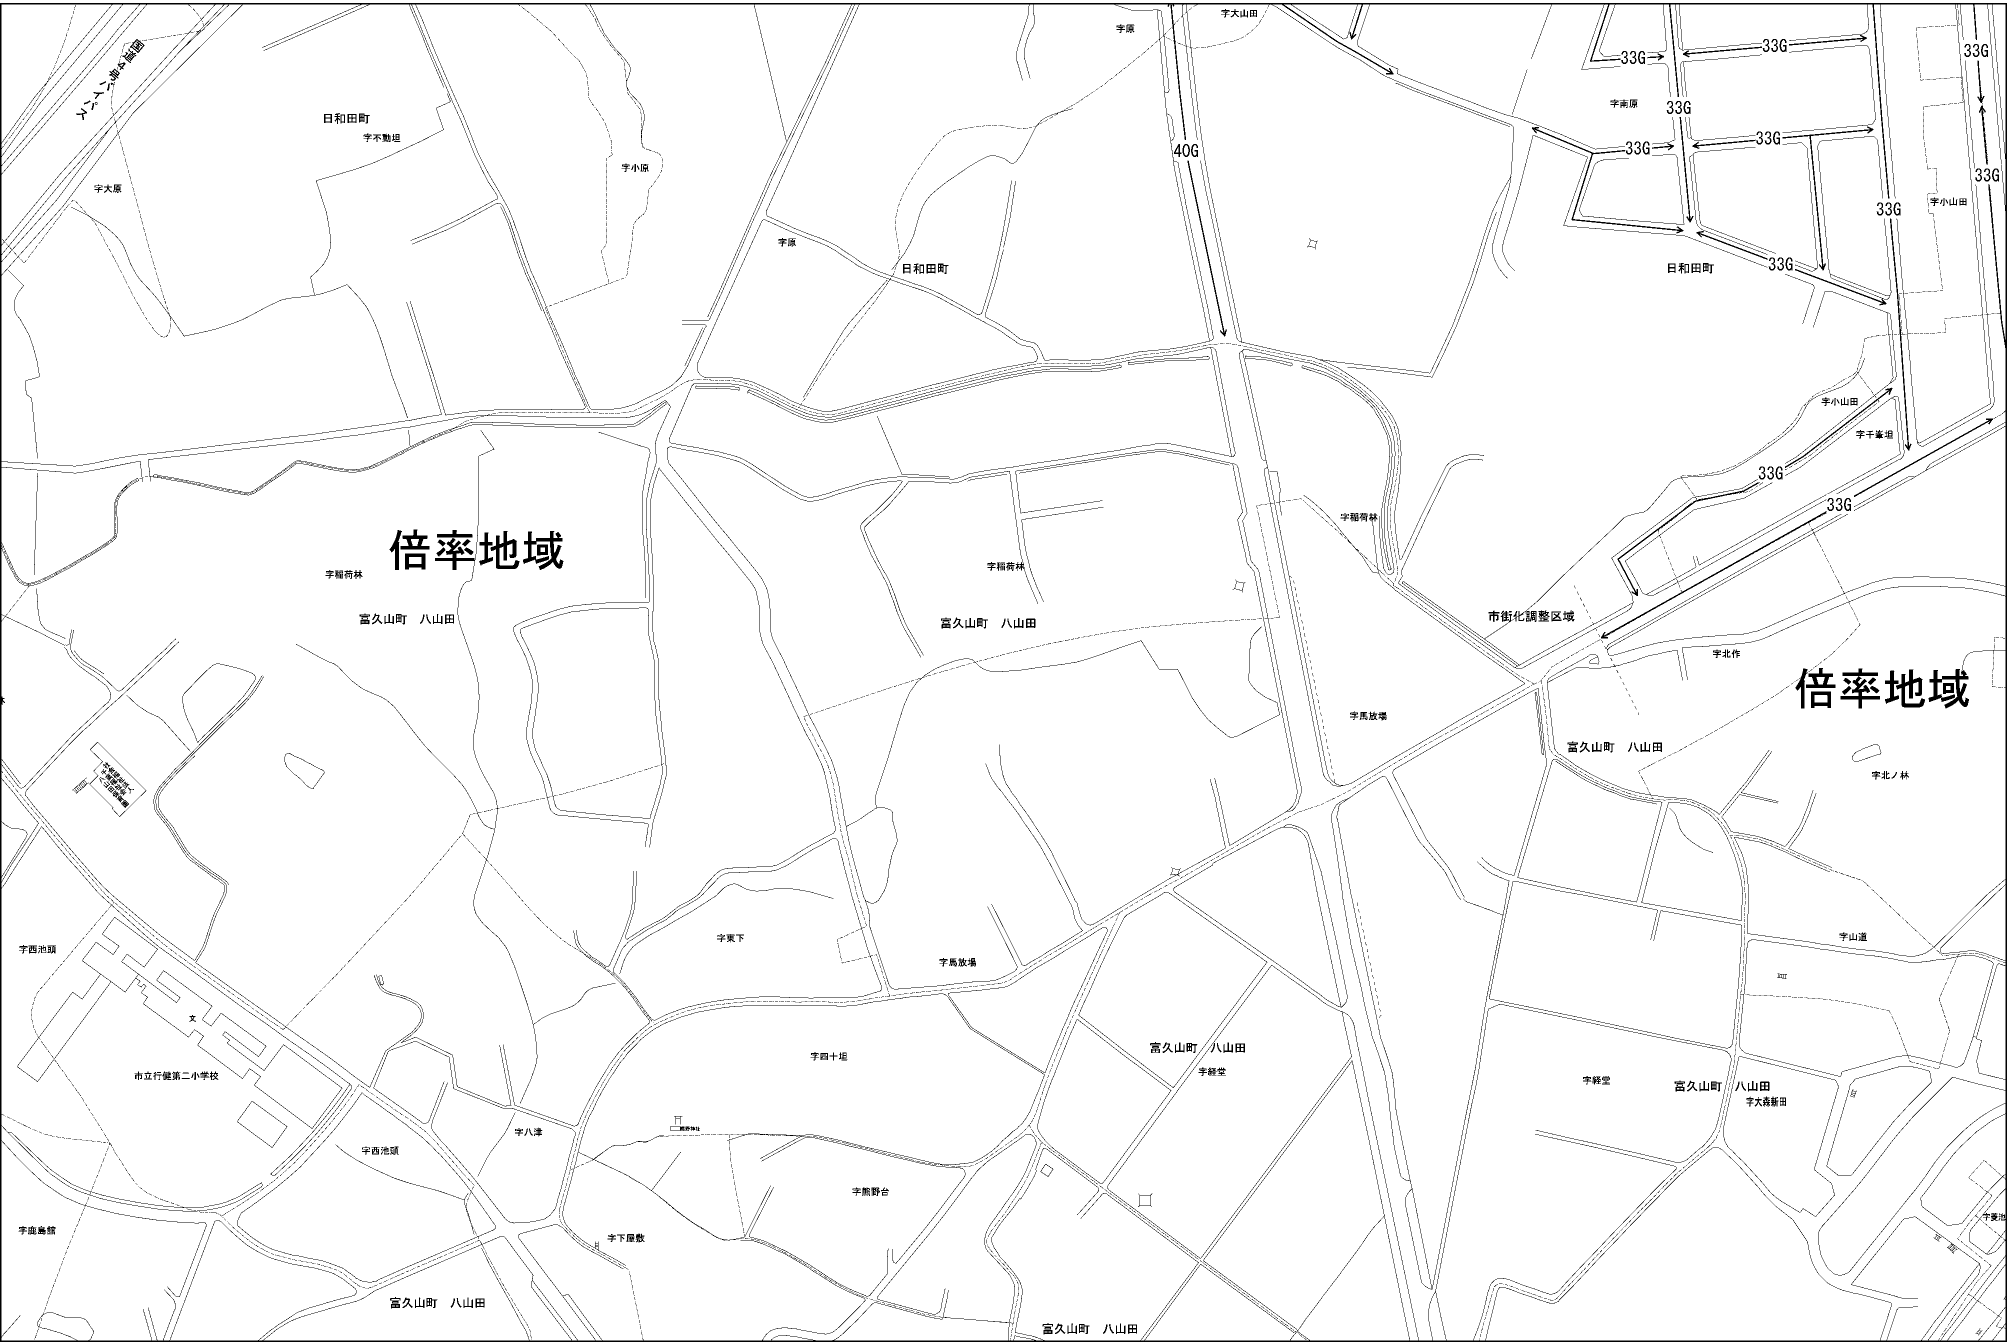 字大山田
字原
国道4号バイパス
33G
33G
33G
字南原
33G
日和田町
字不動坦
33G
33G
40G
字小原
33G
字大原
字小山田
33G
字原
日和田町
33G
日和田町
字小山田
字千峯坦
33G
33G
字稲荷林
倍率地域
字稲荷林
字稲荷林
富久山町　八山田
富久山町　八山田
市街化調整区域
字北作
倍率地域
字馬放場
富久山町　八山田
字北ノ林
林
字東下
字山道
字西池頭
字馬放場
文
富久山町　八山田
字四十坦
字経堂
市立行健第二小学校
字経堂
富久山町　八山田
字大森新田
熊野神社
字八津
字西池頭
字熊野台
字菱池
字鹿島館
字下屋敷
富久山町　八山田
富久山町　八山田